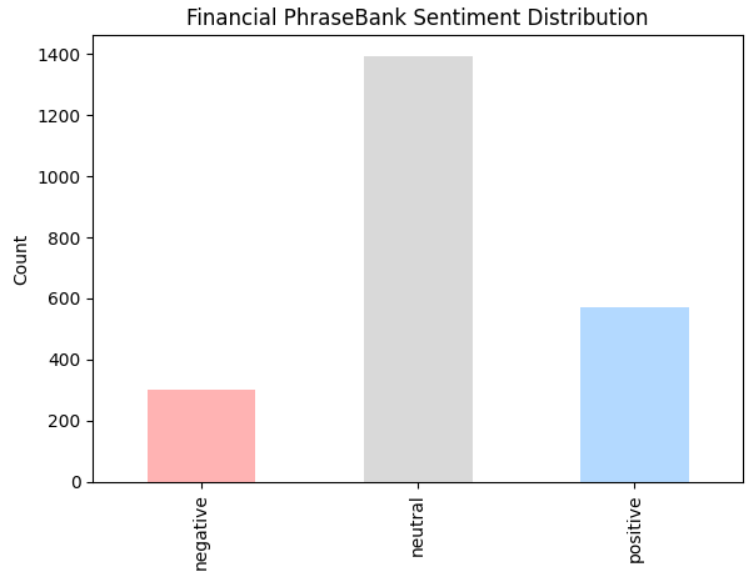 Financial PhraseBank Sentiment Distribution
1400
1200
1000
800
600
400
200
0
Count
negative
neutral
positive